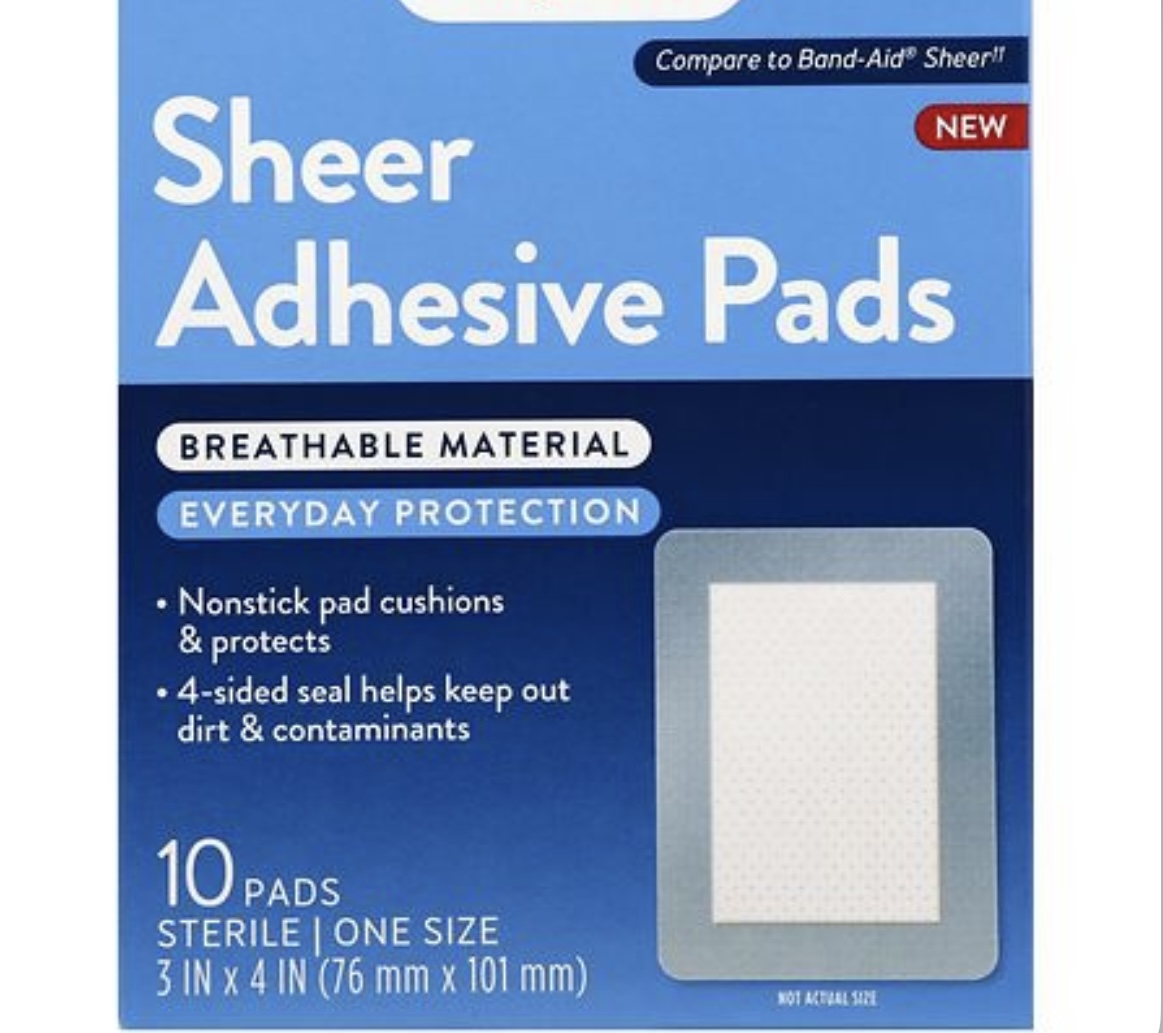 Compare to Band-Aid® Sheer††
NEW
Sheer
Adhesive Pads
BREATHABLE MATERIAL
EVERYDAY PROTECTION
• Nonstick pad cushions
& protects
• 4-sided seal helps keep out
dirt & contaminants
10 PADS
STERILE | ONE SIZE
3 IN x 4 IN (76 mm x 101 mm)
NOT ACTUAL SIZE